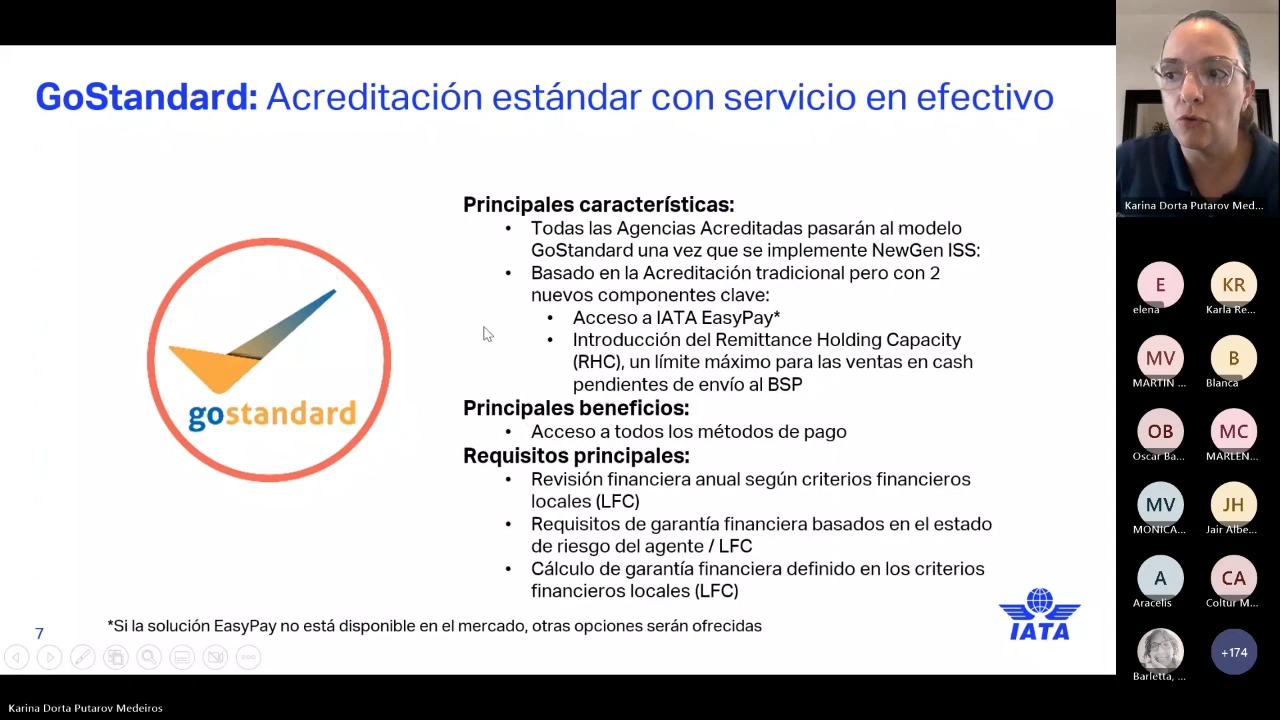 GoStandard: Acreditación estándar con servicio en efectivo
Principales características:
• Todas las Agencias Acreditadas pasarán al modelo
GoStandard una vez que se implemente NewGen ISS:
• Basado en la Acreditación tradicional pero con 2
nuevos componentes clave:
• Acceso a IATA EasyPay*
• Introducción del Remittance Holding Capacity
(RHC), un límite máximo para las ventas en cash
pendientes de envío al BSP
Principales beneficios:
• Acceso a todos los métodos de pago
Requisitos principales:
• Revisión financiera anual según criterios financieros
locales (LFC)
• Requisitos de garantía financiera basados en el estado
de riesgo del agente / LFC
• Cálculo de garantía financiera definido en los criterios
financieros locales (LFC)
gostandard
*Si la solución EasyPay no está disponible en el mercado, otras opciones serán ofrecidas
7
IATA
Karina Dorta Putarov Med...
E
elena
KR
Karla Re...
MV
MARTIN ...
B
Blanca
OB
Oscar Ba...
MC
MARLEN...
MV
MONICA...
JH
Jair Albe...
A
Aracelis
CA
Coltur M...
Barletta, ...
+174
Karina Dorta Putarov Medeiros